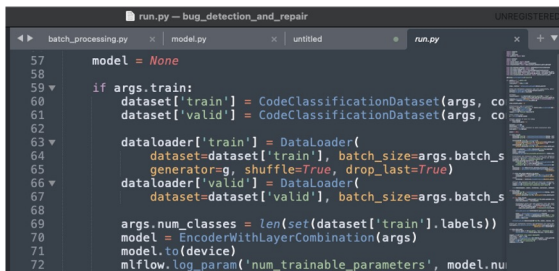 run.py — bug_detection_and_repair
UNREGISTERED
batch_processing.py × model.py × untitled run.py × +
57 model = None
58
59 if args.train:
60 dataset['train'] = CodeClassificationDataset(args, co
61 dataset['valid'] = CodeClassificationDataset(args, co
62
63 dataloader['train'] = DataLoader(
64 dataset=dataset['train'], batch_size=args.batch_s
65 generator=g, shuffle=True, drop_last=True)
66 dataloader['valid'] = DataLoader(
67 dataset=dataset['valid'], batch_size=args.batch_s
68
69 args.num_classes = len(set(dataset['train'].labels))
70 model = EncoderWithLayerCombination(args)
71 model.to(device)
72 mlflow.log_param('num_trainable_parameters', model.nu